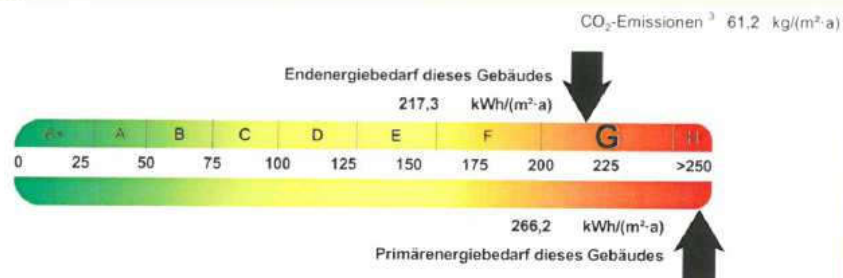 CO₂-Emissionen ³ 61,2 kg/(m²·a)
Endenergiebedarf dieses Gebäudes
217,3 kWh/(m²·a)
A+ A B C D E F G H
0 25 50 75 100 125 150 175 200 225 >250
266,2 kWh/(m²·a)
Primärenergiebedarf dieses Gebäudes